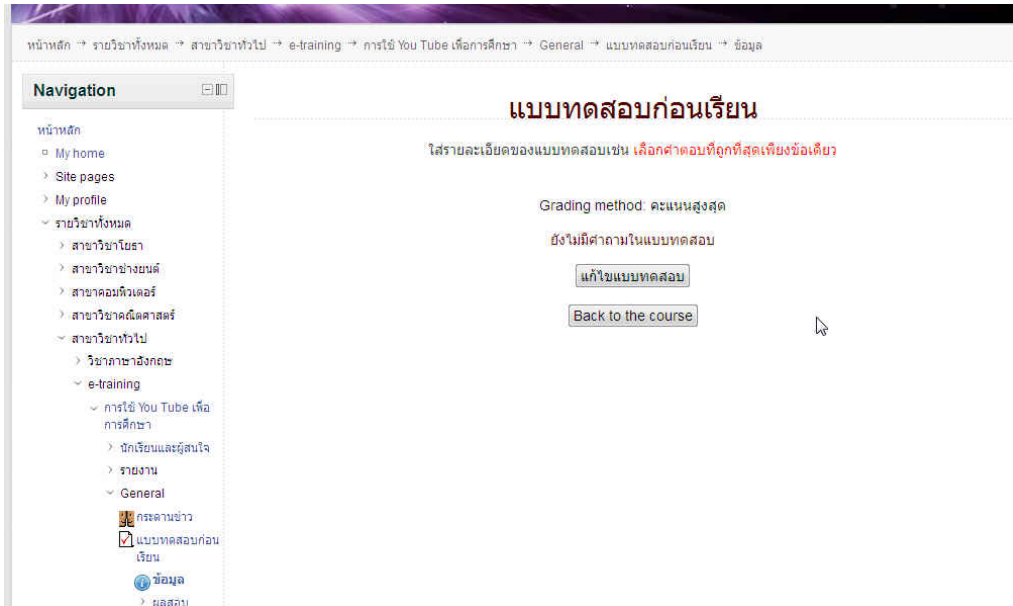 หน้าหลัก → รายวิชาทั้งหมด → สาขาวิชาทั่วไป → e-training → การใช้ You Tube เพื่อการศึกษา → General → แบบทดสอบก่อนเรียน → ข้อมูล
Navigation
หน้าหลัก
My home
Site pages
My profile
รายวิชาทั้งหมด
สาขาวิชาโยธา
สาขาวิชาช่างยนต์
สาขาคอมพิวเตอร์
สาขาวิชาคณิตศาสตร์
สาขาวิชาทั่วไป
วิชาภาษาอังกฤษ
e-training
การใช้ You Tube เพื่อ
การศึกษา
นักเรียนและผู้สนใจ
รายงาน
General
กระดานข่าว
แบบทดสอบก่อน
เรียน
ข้อมูล
ผลสอบ
แบบทดสอบก่อนเรียน
ใส่รายละเอียดของแบบทดสอบเช่น เลือกคำตอบที่ถูกที่สุดเพียงข้อเดียว
Grading method: คะแนนสูงสุด
ยังไม่มีคำถามในแบบทดสอบ
แก้ไขแบบทดสอบ
Back to the course